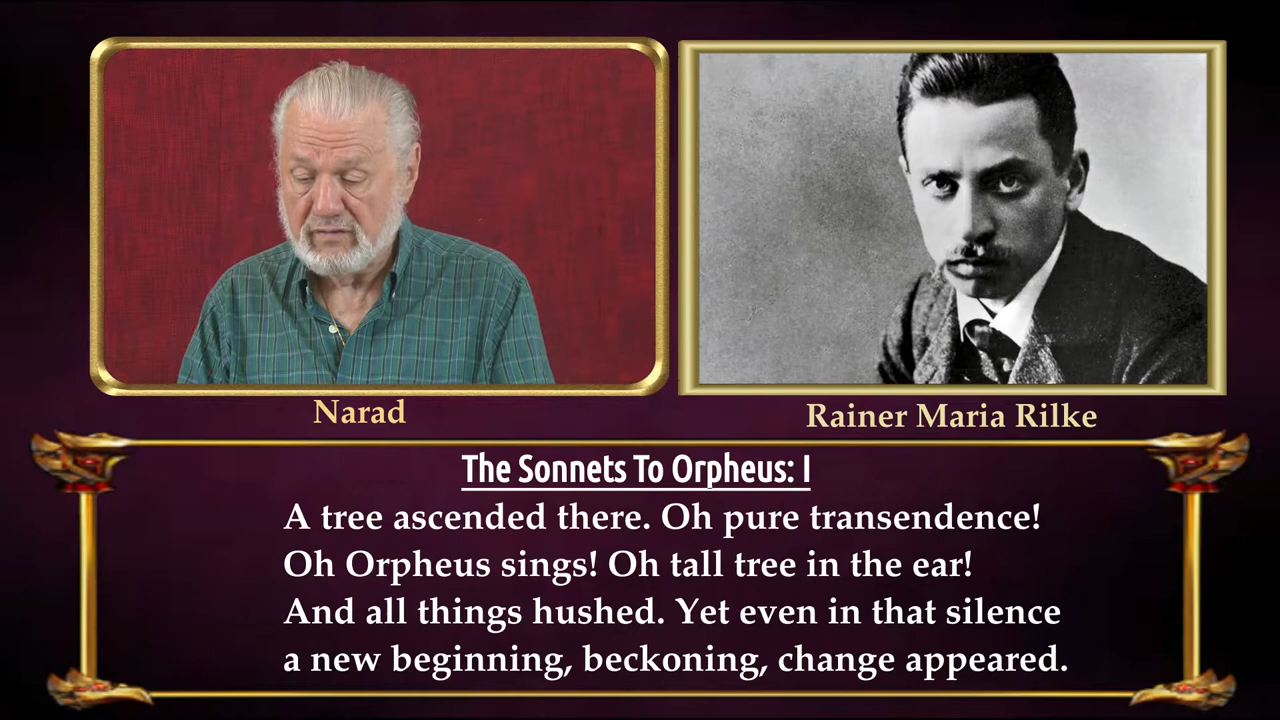 Narad
Rainer Maria Rilke
The Sonnets To Orpheus: I
A tree ascended there. Oh pure transendence!
Oh Orpheus sings! Oh tall tree in the ear!
And all things hushed. Yet even in that silence
a new beginning, beckoning, change appeared.